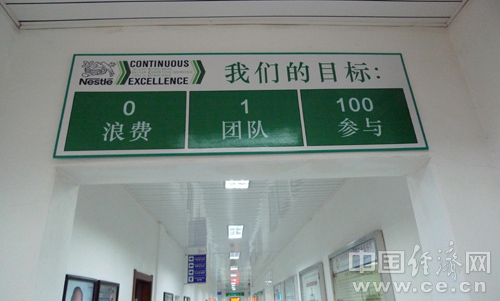 Nestlé
CONTINUOUS
EXCELLENCE
我们的目标:
0
浪费
1
团队
100
参与
中国经济网
www.ce.cn